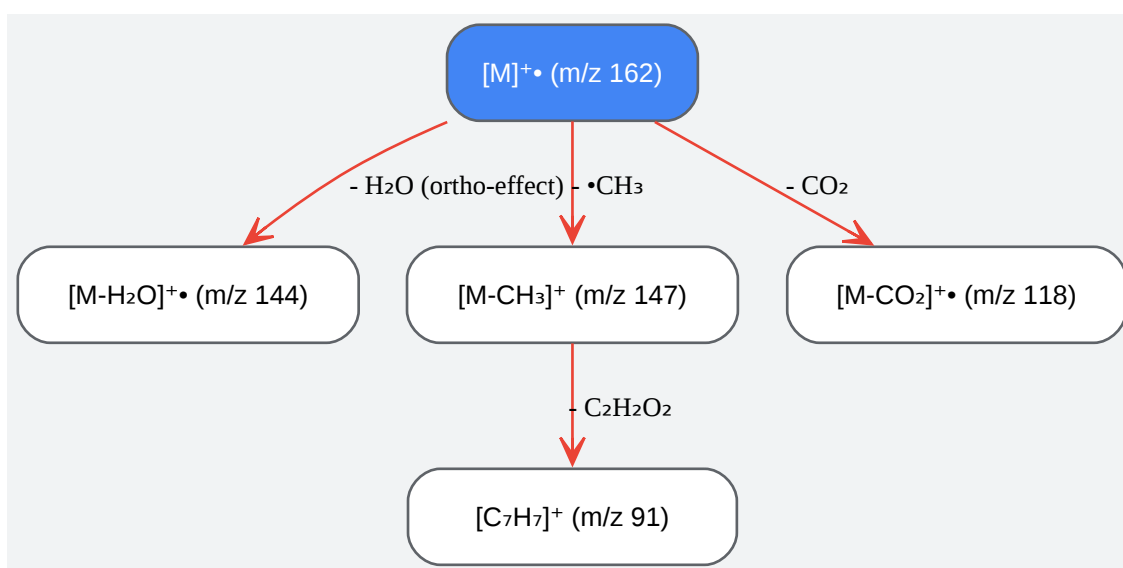 [M]⁺• (m/z 162)
- H₂O (ortho-effect)
- •CH₃
- CO₂
[M-H₂O]⁺• (m/z 144)
[M-CH₃]⁺ (m/z 147)
[M-CO₂]⁺• (m/z 118)
- C₂H₂O₂
[C₇H₇]⁺ (m/z 91)